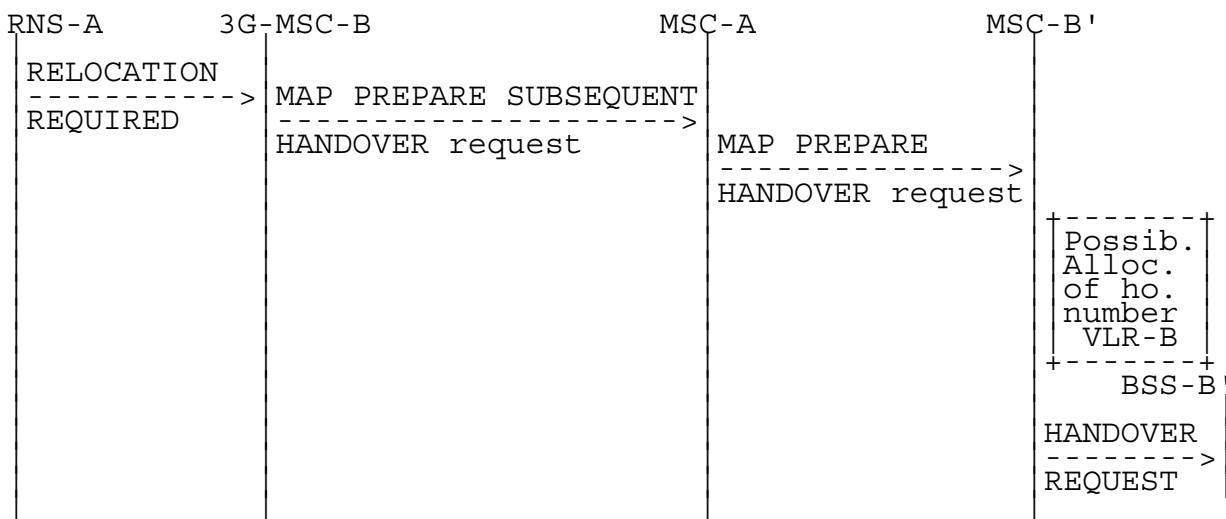 RNS-A 3G-MSC-B MSC-A MSC-B'
RELOCATION
REQUIRED
MAP PREPARE SUBSEQUENT
HANDOVER request
MAP PREPARE
HANDOVER request
Possib.
Alloc.
of ho.
number
VLR-B
BSS-B'
HANDOVER
REQUEST